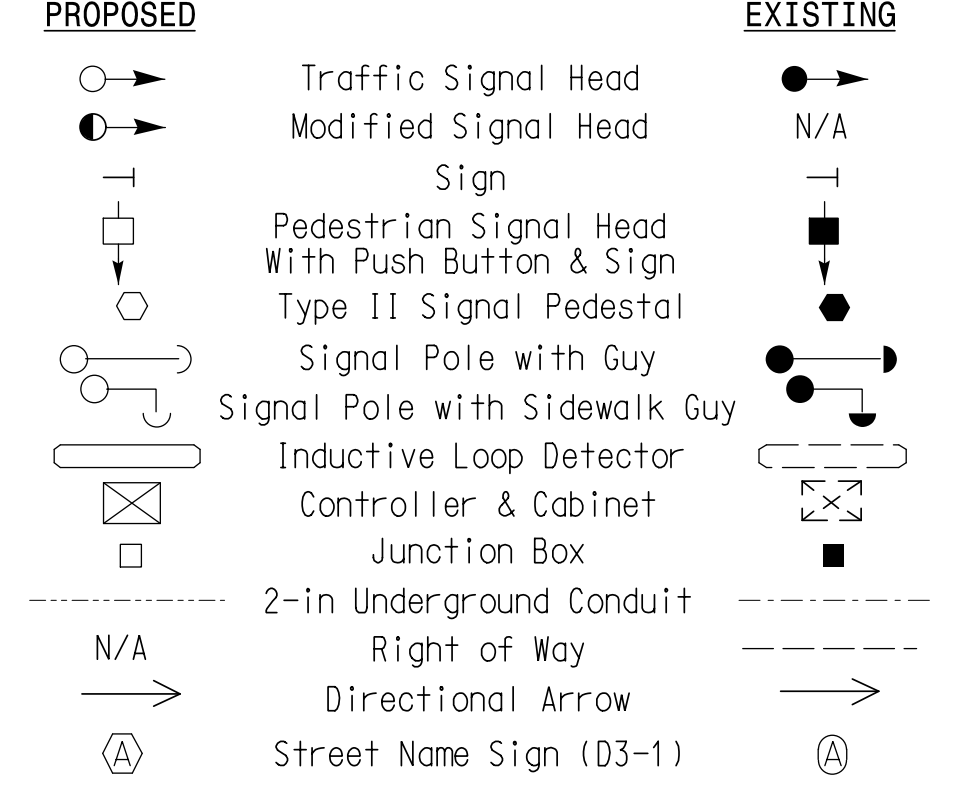 PROPOSED EXISTING
Traffic Signal Head
Modified Signal Head N/A
Sign
Pedestrian Signal Head
With Push Button & Sign
Type II Signal Pedestal
Signal Pole with Guy
Signal Pole with Sidewalk Guy
Inductive Loop Detector
Controller & Cabinet
Junction Box
2-in Underground Conduit
N/A Right of Way
Directional Arrow
A Street Name Sign (D3-1) A